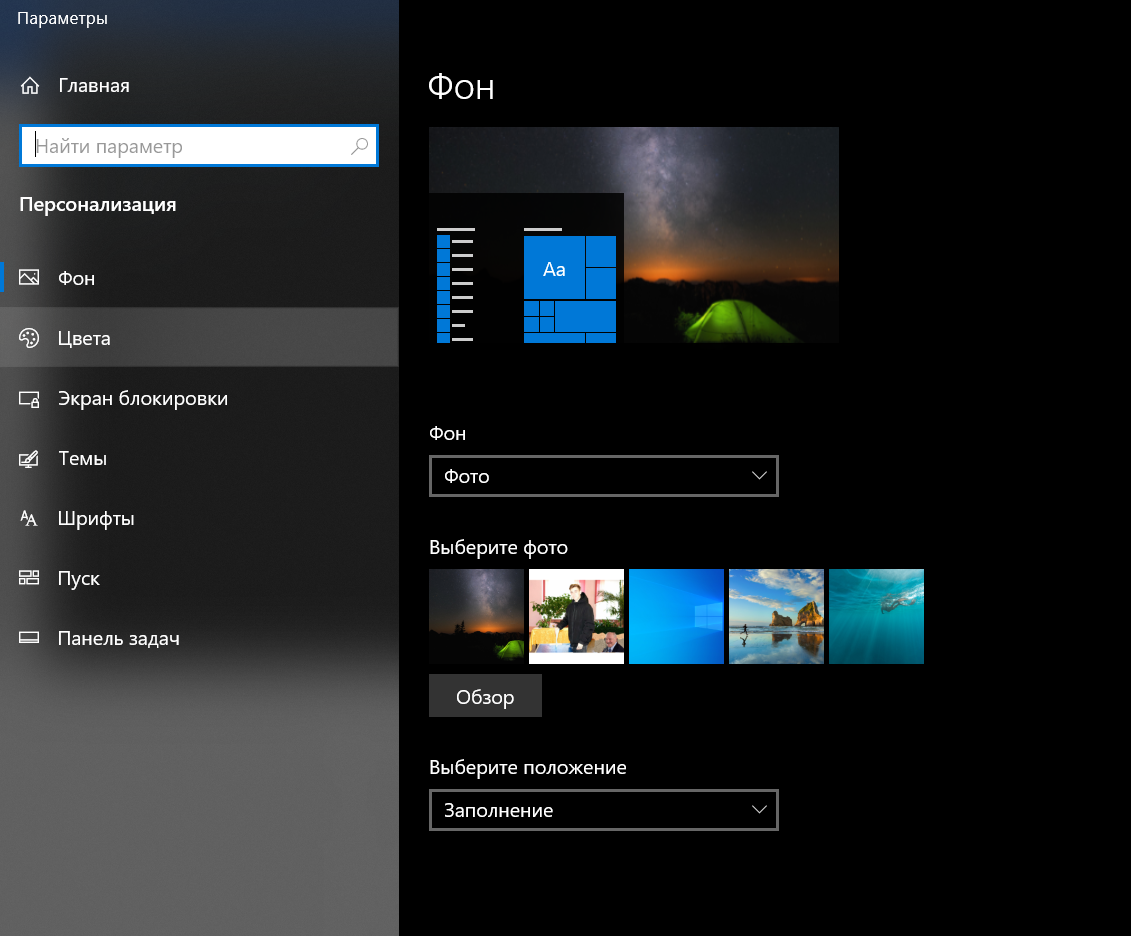 Параметры
Главная
Найти параметр
Персонализация
Фон
Цвета
Экран блокировки
Темы
Шрифты
Пуск
Панель задач
Фон
Aa
Фон
Фото
Выберите фото
Обзор
Выберите положение
Заполнение